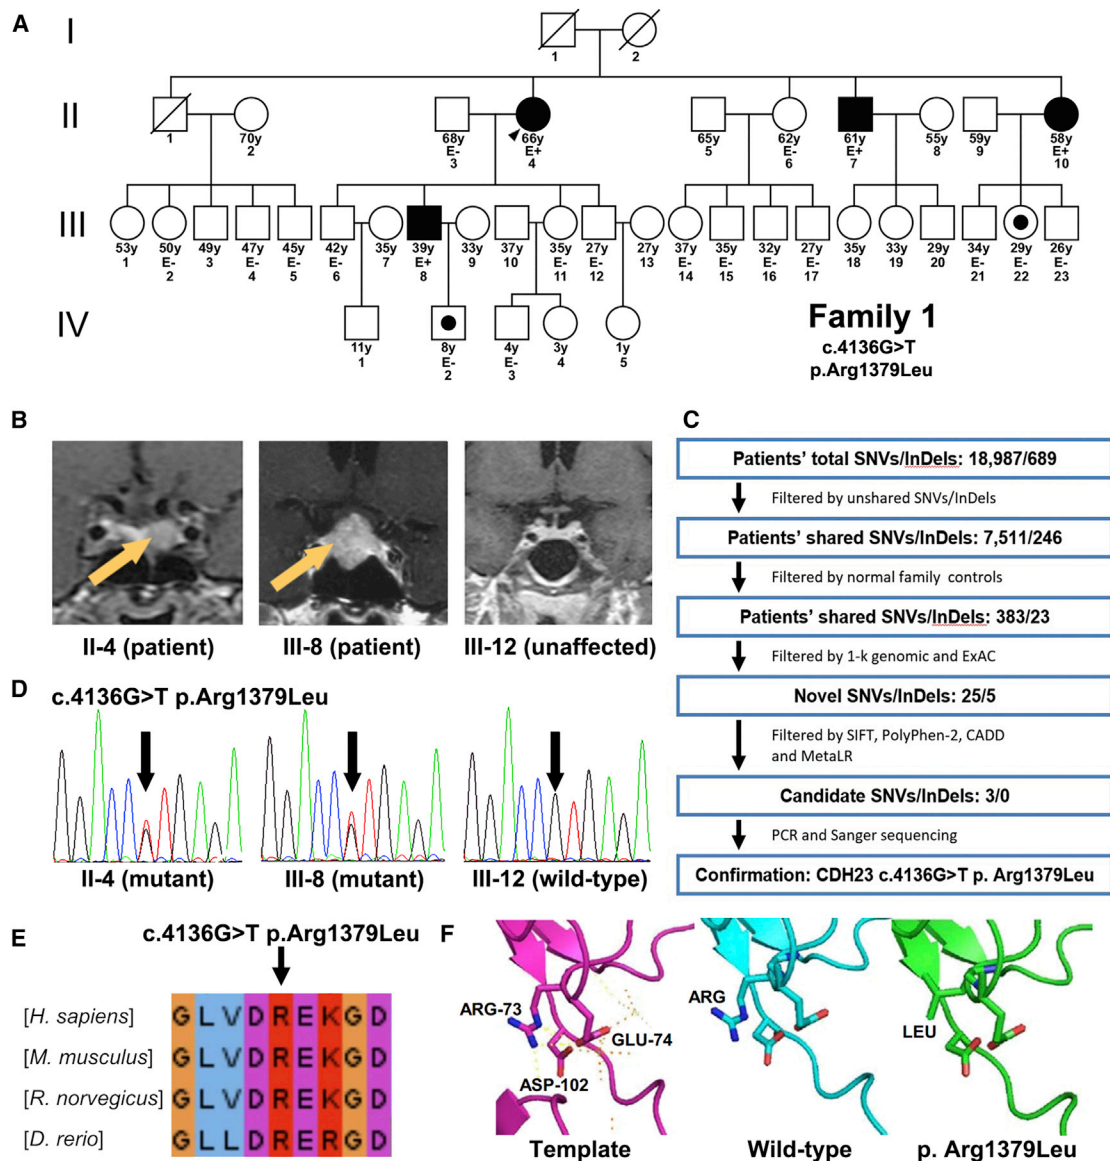 A
I
1
2
II
1
70y
2
68y
E-
3
66y
E+
4
65y
5
62y
E-
6
61y
E+
7
55y
8
59y
9
58y
E+
10
III
53y
1
50y
E-
2
49y
3
47y
E-
4
45y
E-
5
42y
E-
6
35y
7
39y
E+
8
33y
9
37y
10
35y
E-
11
27y
E-
12
27y
13
37y
E-
14
35y
E-
15
32y
E-
16
27y
E-
17
35y
18
33y
19
29y
20
34y
E-
21
29y
E-
22
26y
E-
23
IV
11y
1
8y
E-
2
4y
E-
3
3y
4
1y
5
Family 1
c.4136G>T
p.Arg1379Leu
B
II-4 (patient)
III-8 (patient)
III-12 (unaffected)
C
Patients' total SNVs/InDels: 18,987/689
Filtered by unshared SNVs/InDels
Patients' shared SNVs/InDels: 7,511/246
Filtered by normal family controls
Patients' shared SNVs/InDels: 383/23
Filtered by 1-k genomic and ExAC
Novel SNVs/InDels: 25/5
Filtered by SIFT, PolyPhen-2, CADD
and MetaLR
Candidate SNVs/InDels: 3/0
PCR and Sanger sequencing
Confirmation: CDH23 c.4136G>T p. Arg1379Leu
D
c.4136G>T p.Arg1379Leu
II-4 (mutant)
III-8 (mutant)
III-12 (wild-type)
E
c.4136G>T p.Arg1379Leu
[H. sapiens] G L V D R E K G D
[M. musculus] G L V D R E K G D
[R. norvegicus] G L V D R E K G D
[D. rerio] G L L D R E R G D
F
ARG-73
GLU-74
ASP-102
Template
ARG
Wild-type
LEU
p. Arg1379Leu